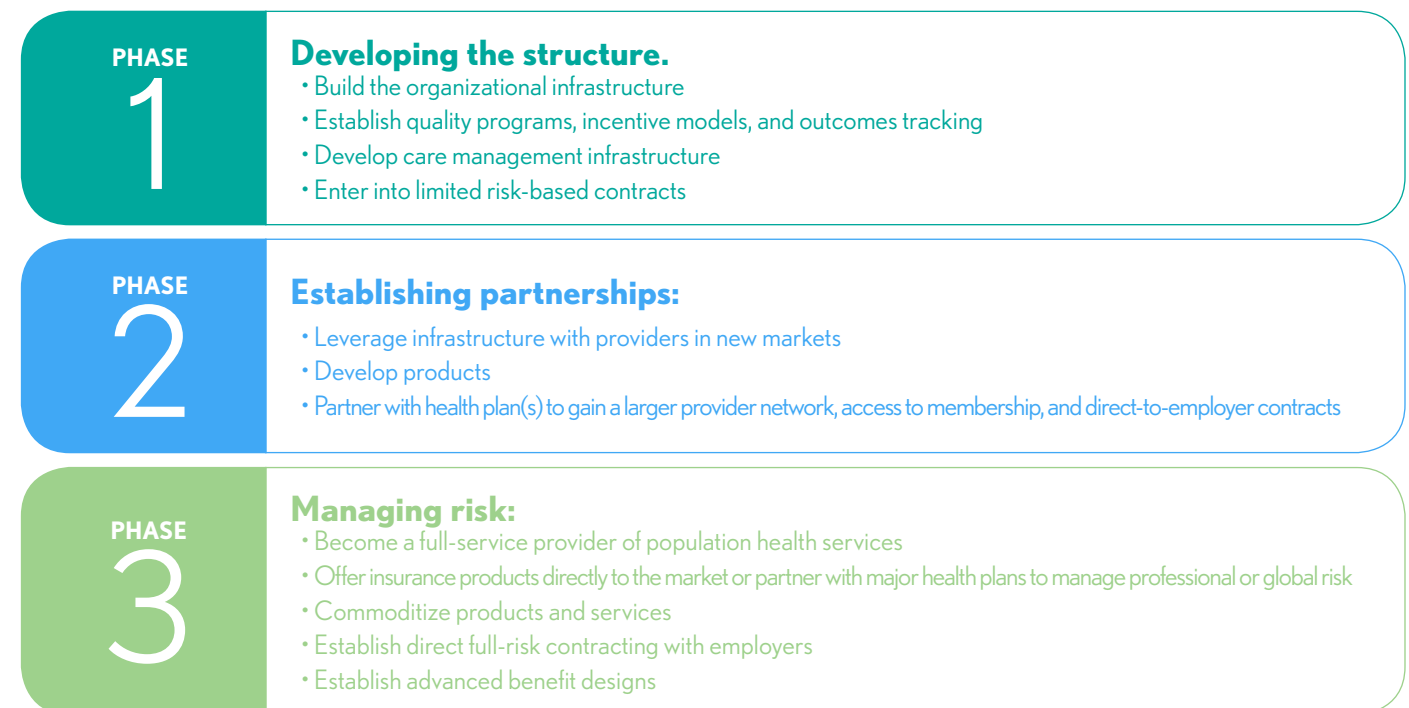 PHASE
1
Developing the structure.
• Build the organizational infrastructure
• Establish quality programs, incentive models, and outcomes tracking
• Develop care management infrastructure
• Enter into limited risk-based contracts
PHASE
2
Establishing partnerships:
• Leverage infrastructure with providers in new markets
• Develop products
• Partner with health plan(s) to gain a larger provider network, access to membership, and direct-to-employer contracts
PHASE
3
Managing risk:
• Become a full-service provider of population health services
• Offer insurance products directly to the market or partner with major health plans to manage professional or global risk
• Commoditize products and services
• Establish direct full-risk contracting with employers
• Establish advanced benefit designs